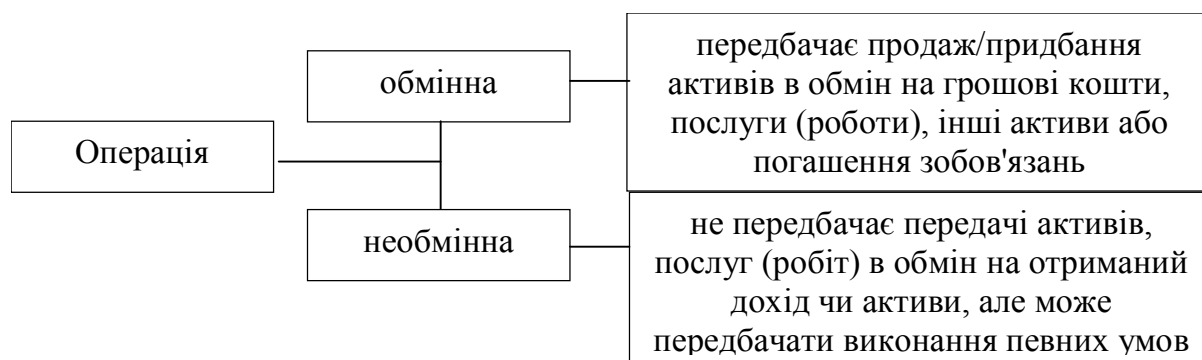 Операція
обмінна
передбачає продаж/придбання
активів в обмін на грошові кошти,
послуги (роботи), інші активи або
погашення зобов'язань
необмінна
не передбачає передачі активів,
послуг (робіт) в обмін на отриманий
дохід чи активи, але може
передбачати виконання певних умов